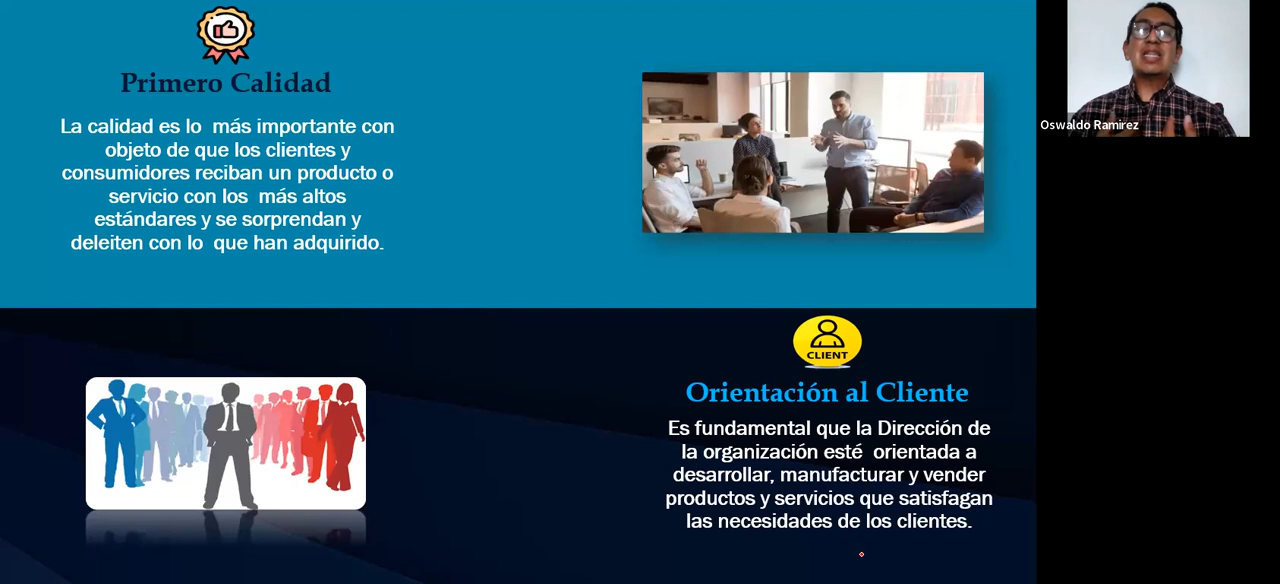 Primero Calidad
La calidad es lo más importante con
objeto de que los clientes y
consumidores reciban un producto o
servicio con los más altos
estándares y se sorprendan y
deleiten con lo que han adquirido.
Oswaldo Ramirez
CLIENT
Orientación al Cliente
Es fundamental que la Dirección de
la organización esté orientada a
desarrollar, manufacturar y vender
productos y servicios que satisfagan
las necesidades de los clientes.